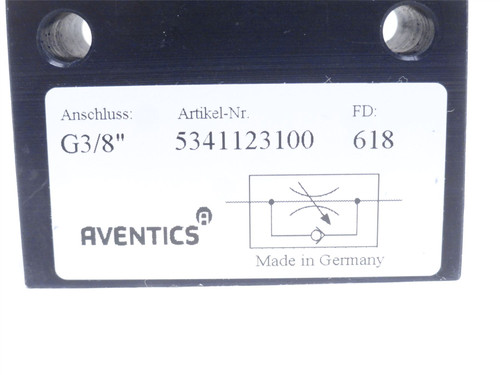 Anschluss: Artikel-Nr. FD:
G3/8" 5341123100 618
AVENTICS A
Made in Germany